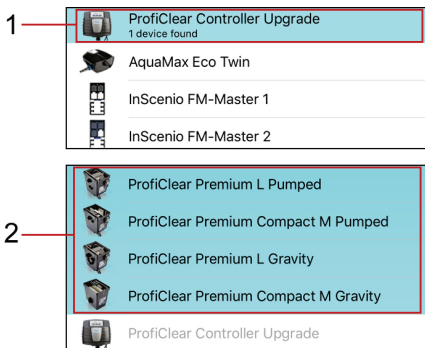 1
ProfiClear Controller Upgrade
1 device found
AquaMax Eco Twin
InScenio FM-Master 1
InScenio FM-Master 2
2
ProfiClear Premium L Pumped
ProfiClear Premium Compact M Pumped
ProfiClear Premium L Gravity
ProfiClear Premium Compact M Gravity
ProfiClear Controller Upgrade